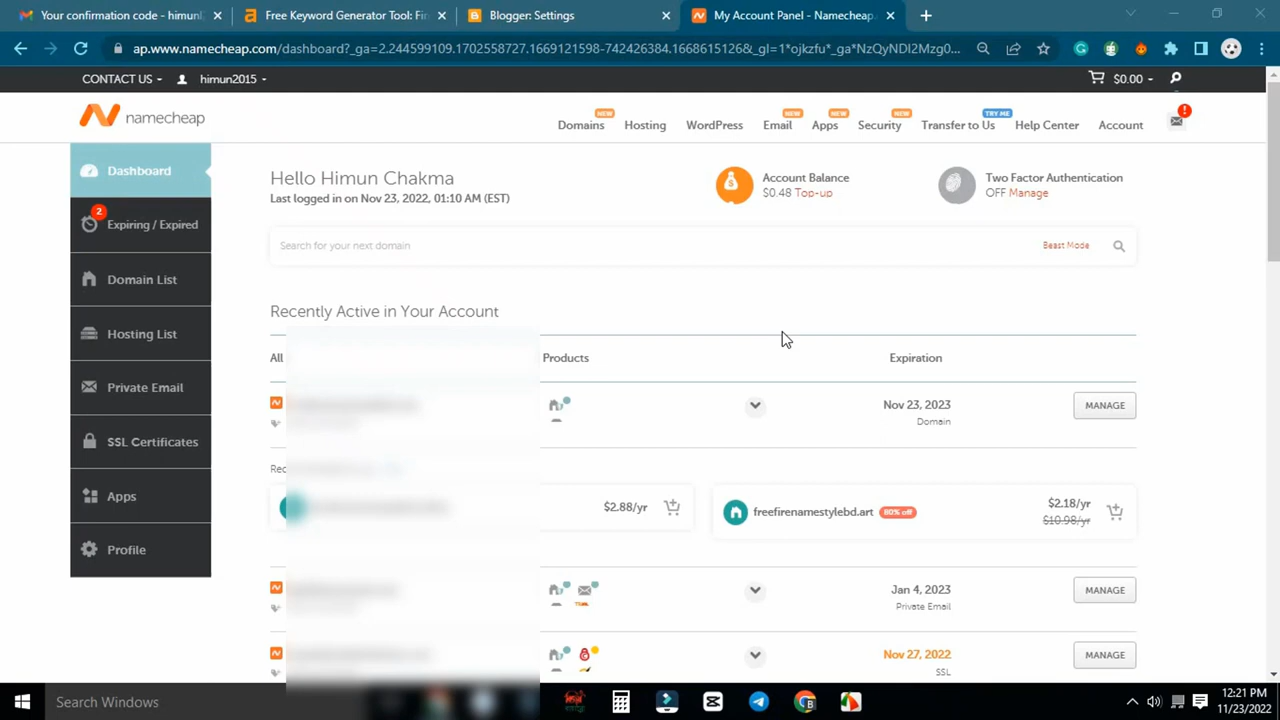 Your confirmation code - himunl
Free Keyword Generator Tool: Fin
Blogger: Settings
My Account Panel - Namecheap.
ap.www.namecheap.com/dashboard?_ga=2.244599109.1702558727.1669121598-742426384.1668615126&_gl=1*ojkzfu*_ga*NzQyNDI2Mzg0...
CONTACT US
himun2015
$0.00
namecheap
NEW
NEW
NEW
NEW
TRY ME
Domains
Hosting
WordPress
Email
Apps
Security
Transfer to Us
Help Center
Account
!
Dashboard
2
Expiring / Expired
Domain List
Hosting List
Private Email
SSL Certificates
Apps
Profile
Hello Himun Chakma
Last logged in on Nov 23, 2022, 01:10 AM (EST)
Account Balance
$0.48 Top-up
Two Factor Authentication
OFF Manage
Search for your next domain
Beast Mode
Recently Active in Your Account
All
Products
Expiration
Nov 23, 2023
Domain
MANAGE
$2.88/yr
freefirenamestylebd.art
80% off
$2.18/yr
$10.98/yr
Jan 4, 2023
Private Email
MANAGE
Nov 27, 2022
SSL
MANAGE
Search Windows
12:21 PM
11/23/2022